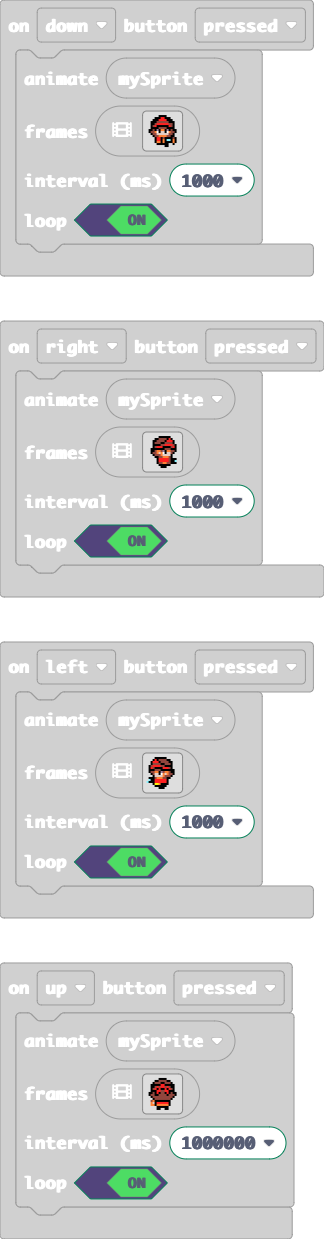 on down button pressed
animate mySprite
frames
interval (ms) 1000
loop ON
on right button pressed
animate mySprite
frames
interval (ms) 1000
loop ON
on left button pressed
animate mySprite
frames
interval (ms) 1000
loop ON
on up button pressed
animate mySprite
frames
interval (ms) 1000000
loop ON